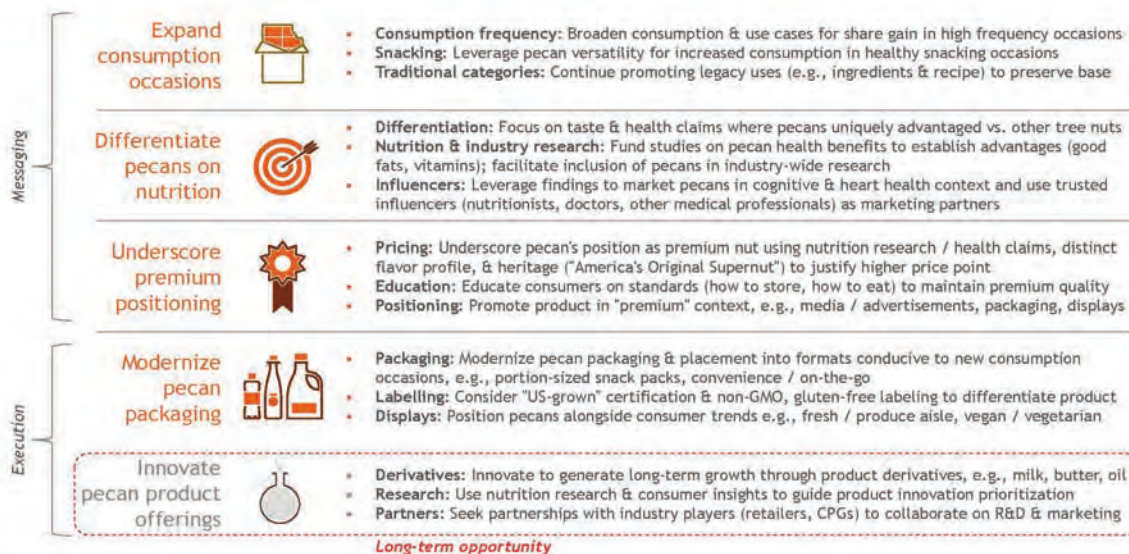 Messaging
Expand
consumption
occasions
• Consumption frequency: Broaden consumption & use cases for share gain in high frequency occasions
• Snacking: Leverage pecan versatility for increased consumption in healthy snacking occasions
• Traditional categories: Continue promoting legacy uses (e.g., ingredients & recipe) to preserve base
Differentiate
pecans on
nutrition
• Differentiation: Focus on taste & health claims where pecans uniquely advantaged vs. other tree nuts
• Nutrition & industry research: Fund studies on pecan health benefits to establish advantages (good
fats, vitamins); facilitate inclusion of pecans in industry-wide research
• Influencers: Leverage findings to market pecans in cognitive & heart health context and use trusted
influencers (nutritionists, doctors, other medical professionals) as marketing partners
Underscore
premium
positioning
• Pricing: Underscore pecan's position as premium nut using nutrition research / health claims, distinct
flavor profile, & heritage ("America's Original Supernut") to justify higher price point
• Education: Educate consumers on standards (how to store, how to eat) to maintain premium quality
• Positioning: Promote product in "premium" context, e.g., media / advertisements, packaging, displays
Execution
Modernize
pecan
packaging
• Packaging: Modernize pecan packaging & placement into formats conducive to new consumption
occasions, e.g., portion-sized snack packs, convenience / on-the-go
• Labelling: Consider "US-grown" certification & non-GMO, gluten-free labeling to differentiate product
• Displays: Position pecans alongside consumer trends e.g., fresh / produce aisle, vegan / vegetarian
Innovate
pecan product
offerings
• Derivatives: Innovate to generate long-term growth through product derivatives, e.g., milk, butter, oil
• Research: Use nutrition research & consumer insights to guide product innovation prioritization
• Partners: Seek partnerships with industry players (retailers, CPGs) to collaborate on R&D & marketing
Long-term opportunity